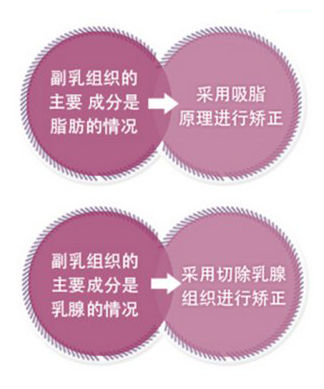 副乳组织的
主要 成分是
脂肪的情况
采用吸脂
原理进行矫正
副乳组织的
主要成分是
乳腺的情况
采用切除乳腺
组织进行矫正